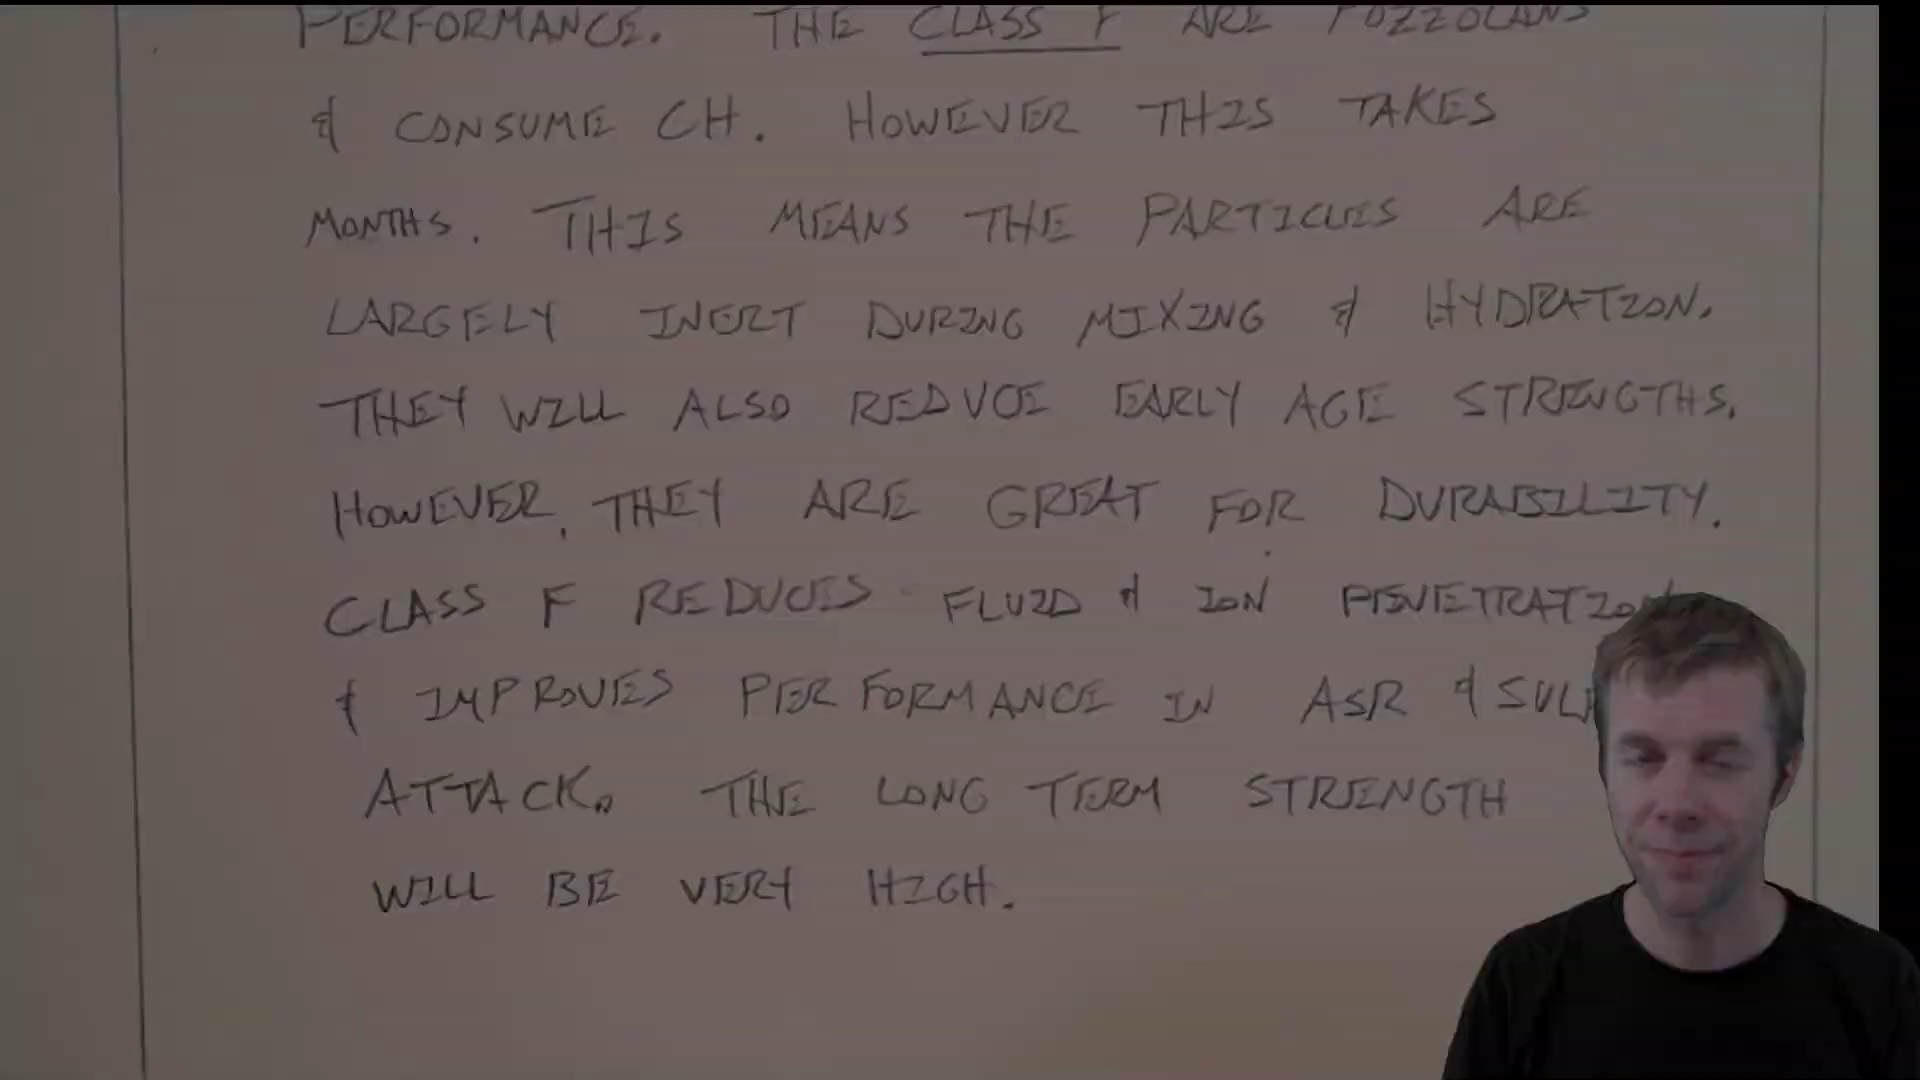 PERFORMANCE. THE CLASS F ARE POZZOLANS
& CONSUME CH. HOWEVER THIS TAKES
MONTHS. THIS MEANS THE PARTICLES ARE
LARGELY INERT DURING MIXING & HYDRATION.
THEY WILL ALSO REDUCE EARLY AGE STRENGTHS.
HOWEVER, THEY ARE GREAT FOR DURABILITY.
CLASS F REDUCES FLUID & ION PENETRATION
& IMPROVES PERFORMANCE IN ASR &
ATTACK. THE LONG TERM STRENGTH
WILL BE VERY HIGH.